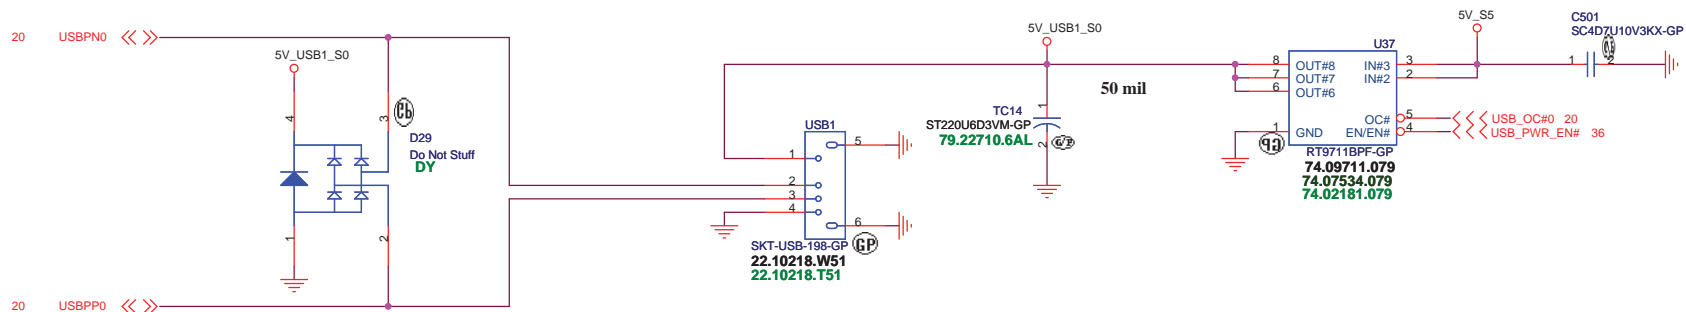 20 USBPN0
5V_USB1_S0
4
3
D29
Do Not Stuff
DY
1
2
20 USBPP0
USB1
1
2
3
4
5
6
SKT-USB-198-GP
GP
22.10218.W51
22.10218.T51
5V_USB1_S0
50 mil
TC14
ST220U6D3VM-GP
79.22710.6AL
1
2
U37
8 OUT#8 IN#3 3
7 OUT#7 IN#2 2
6 OUT#6
OC# 5
1 GND EN/EN# 4
RT9711BPF-GP
74.09711.079
74.07534.079
74.02181.079
5V_S5
C501
SC4D7U10V3KX-GP
1
2
USB_OC#0 20
USB_PWR_EN# 36